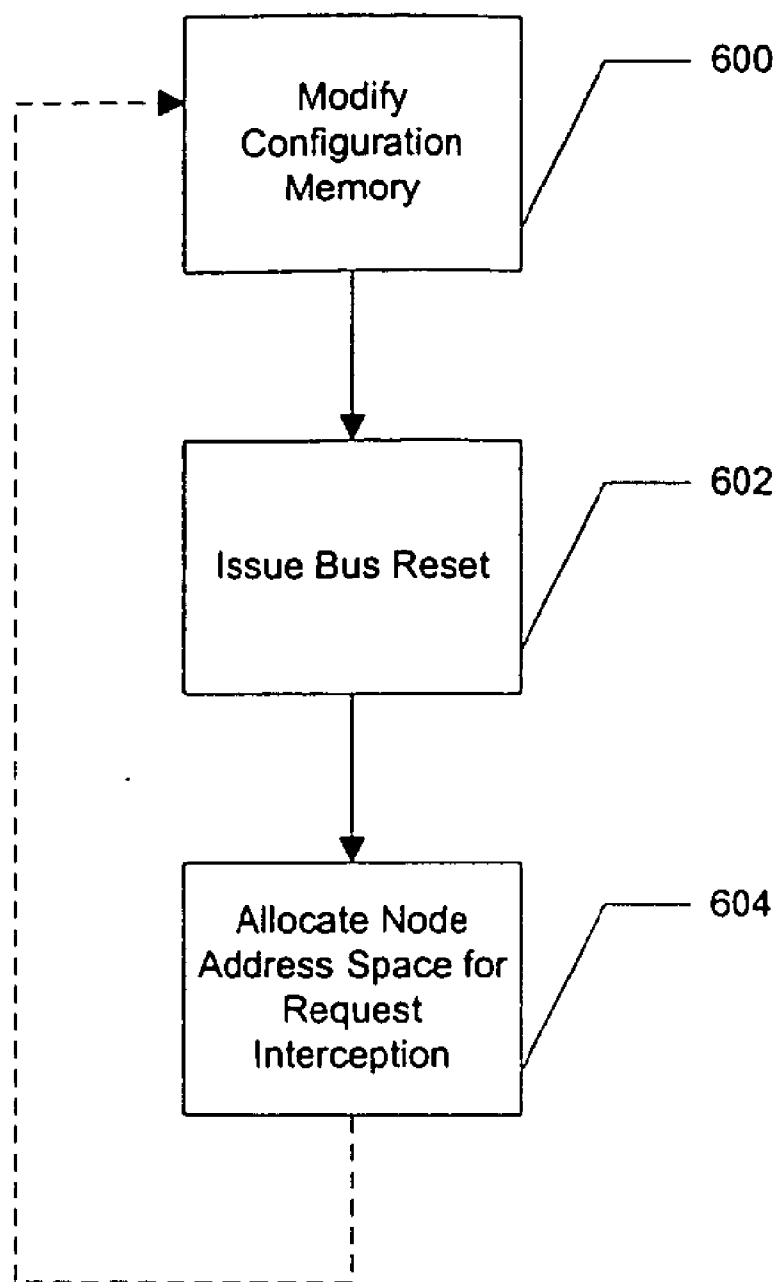 Modify
Configuration
Memory
600
Issue Bus Reset
602
Allocate Node
Address Space for
Request
Interception
604